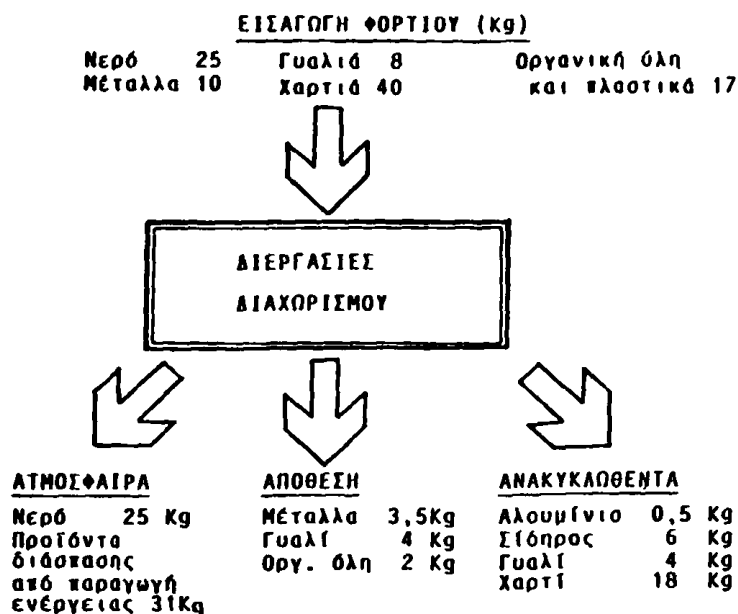 ΕΙΣΑΓΩΓΗ ΦΟΡΤΙΟΥ (Kg)
Νερό 25 Γυαλιά 8 Οργανική ύλη
Μέταλλα 10 Χαρτιά 40 και πλαστικά 17
ΔΙΕΡΓΑΣΙΕΣ
ΔΙΑΧΩΡΙΣΜΟΥ
ΑΤΜΟΣΦΑΙΡΑ
Νερό 25 Kg
Προϊόντα
διάσπασης
από παραγωγή
ενέργειας 31Kg
ΑΠΟΘΕΣΗ
Μέταλλα 3,5Kg
Γυαλί 4 Kg
Οργ. ύλη 2 Kg
ΑΝΑΚΥΚΛΩΘΕΝΤΑ
Αλουμίνιο 0,5 Kg
Σίδηρος 6 Kg
Γυαλί 4 Kg
Χαρτί 18 Kg